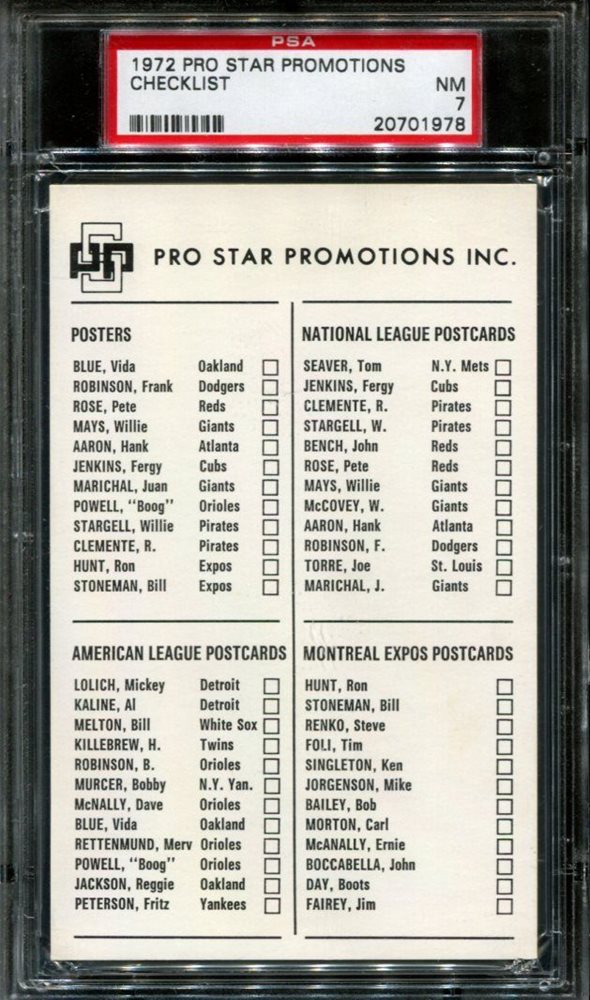 PSA
1972 PRO STAR PROMOTIONS
CHECKLIST
NM
7
20701978
PRO STAR PROMOTIONS INC.
POSTERS
BLUE, Vida Oakland
ROBINSON, Frank Dodgers
ROSE, Pete Reds
MAYS, Willie Giants
AARON, Hank Atlanta
JENKINS, Fergy Cubs
MARICHAL, Juan Giants
POWELL, "Boog" Orioles
STARGELL, Willie Pirates
CLEMENTE, R. Pirates
HUNT, Ron Expos
STONEMAN, Bill Expos
NATIONAL LEAGUE POSTCARDS
SEAVER, Tom N.Y. Mets
JENKINS, Fergy Cubs
CLEMENTE, R. Pirates
STARGELL, W. Pirates
BENCH, John Reds
ROSE, Pete Reds
MAYS, Willie Giants
McCOVEY, W. Giants
AARON, Hank Atlanta
ROBINSON, F. Dodgers
TORRE, Joe St. Louis
MARICHAL, J. Giants
AMERICAN LEAGUE POSTCARDS
LOLICH, Mickey Detroit
KALINE, Al Detroit
MELTON, Bill White Sox
KILLEBREW, H. Twins
ROBINSON, B. Orioles
MURCER, Bobby N.Y. Yan.
McNALLY, Dave Orioles
BLUE, Vida Oakland
RETTENMUND, Merv Orioles
POWELL, "Boog" Orioles
JACKSON, Reggie Oakland
PETERSON, Fritz Yankees
MONTREAL EXPOS POSTCARDS
HUNT, Ron
STONEMAN, Bill
RENKO, Steve
FOLI, Tim
SINGLETON, Ken
JORGENSON, Mike
BAILEY, Bob
MORTON, Carl
McANALLY, Ernie
BOCCABELLA, John
DAY, Boots
FAIREY, Jim